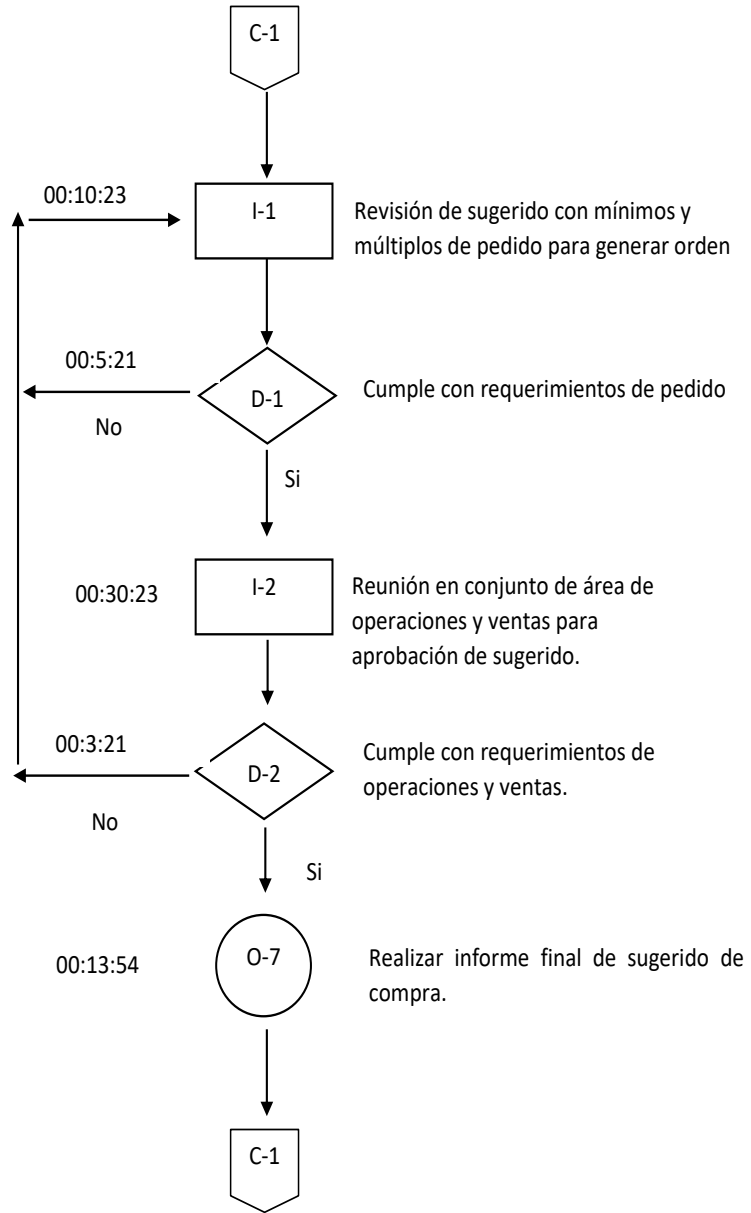 C-1
00:10:23
I-1
Revisión de sugerido con mínimos y
múltiplos de pedido para generar orden
00:5:21
D-1
Cumple con requerimientos de pedido
No
Si
00:30:23
I-2
Reunión en conjunto de área de
operaciones y ventas para
aprobación de sugerido.
00:3:21
D-2
Cumple con requerimientos de
operaciones y ventas.
No
Si
00:13:54
O-7
Realizar informe final de sugerido de
compra.
C-1